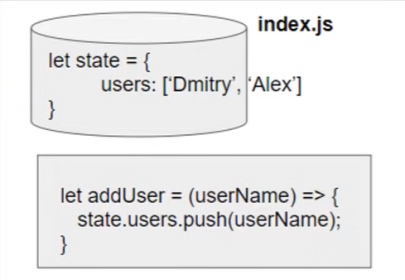 index.js
let state = {
users: [‘Dmitry’, ‘Alex’]
}
let addUser = (userName) => {
state.users.push(userName);
}